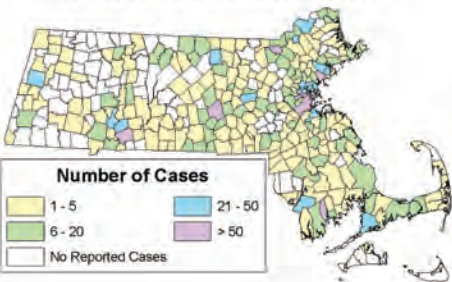 Number of Cases
1 - 5
21 - 50
6 - 20
> 50
No Reported Cases